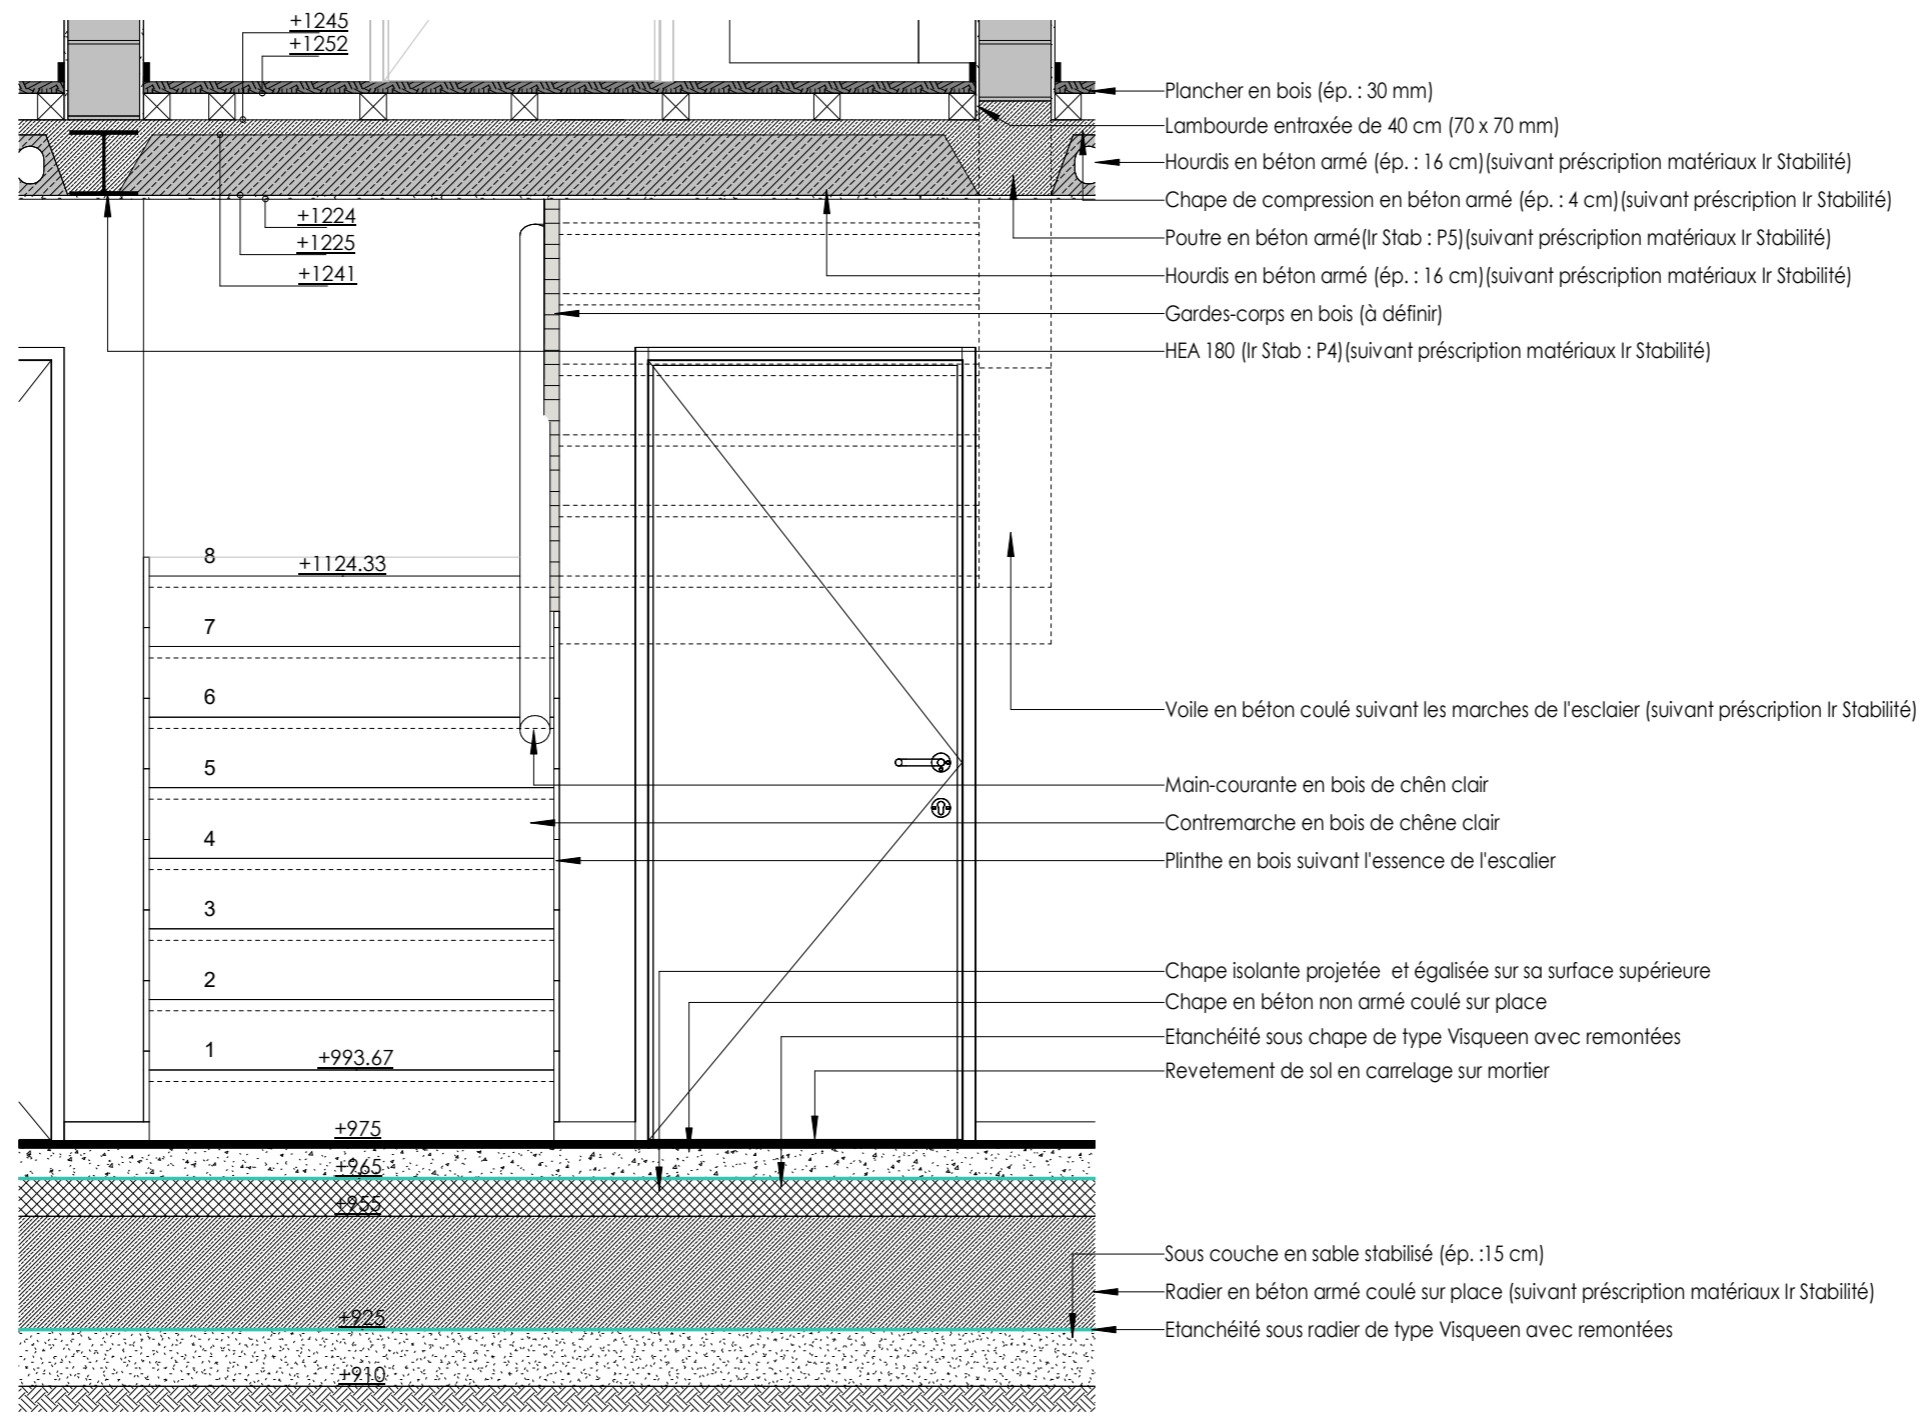 +1245
+1252
Plancher en bois (ép. : 30 mm)
Lambourde entraxée de 40 cm (70 x 70 mm)
Hourdis en béton armé (ép. : 16 cm)(suivant préscription matériaux Ir Stabilité)
Chape de compression en béton armé (ép. : 4 cm)(suivant préscription Ir Stabilité)
+1224
Poutre en béton armé(Ir Stab : P5)(suivant préscription matériaux Ir Stabilité)
+1225
Hourdis en béton armé (ép. : 16 cm)(suivant préscription matériaux Ir Stabilité)
+1241
Gardes-corps en bois (à définir)
HEA 180 (Ir Stab : P4)(suivant préscription matériaux Ir Stabilité)
8
+1124.33
7
6
Voile en béton coulé suivant les marches de l'esclaier (suivant préscription Ir Stabilité)
5
Main-courante en bois de chên clair
Contremarche en bois de chêne clair
4
Plinthe en bois suivant l'essence de l'escalier
3
2
Chape isolante projetée et égalisée sur sa surface supérieure
Chape en béton non armé coulé sur place
Etanchéité sous chape de type Visqueen avec remontées
1
+993.67
Revetement de sol en carrelage sur mortier
+975
+965
+955
Sous couche en sable stabilisé (ép. :15 cm)
Radier en béton armé coulé sur place (suivant préscription matériaux Ir Stabilité)
+925
Etanchéité sous radier de type Visqueen avec remontées
+910